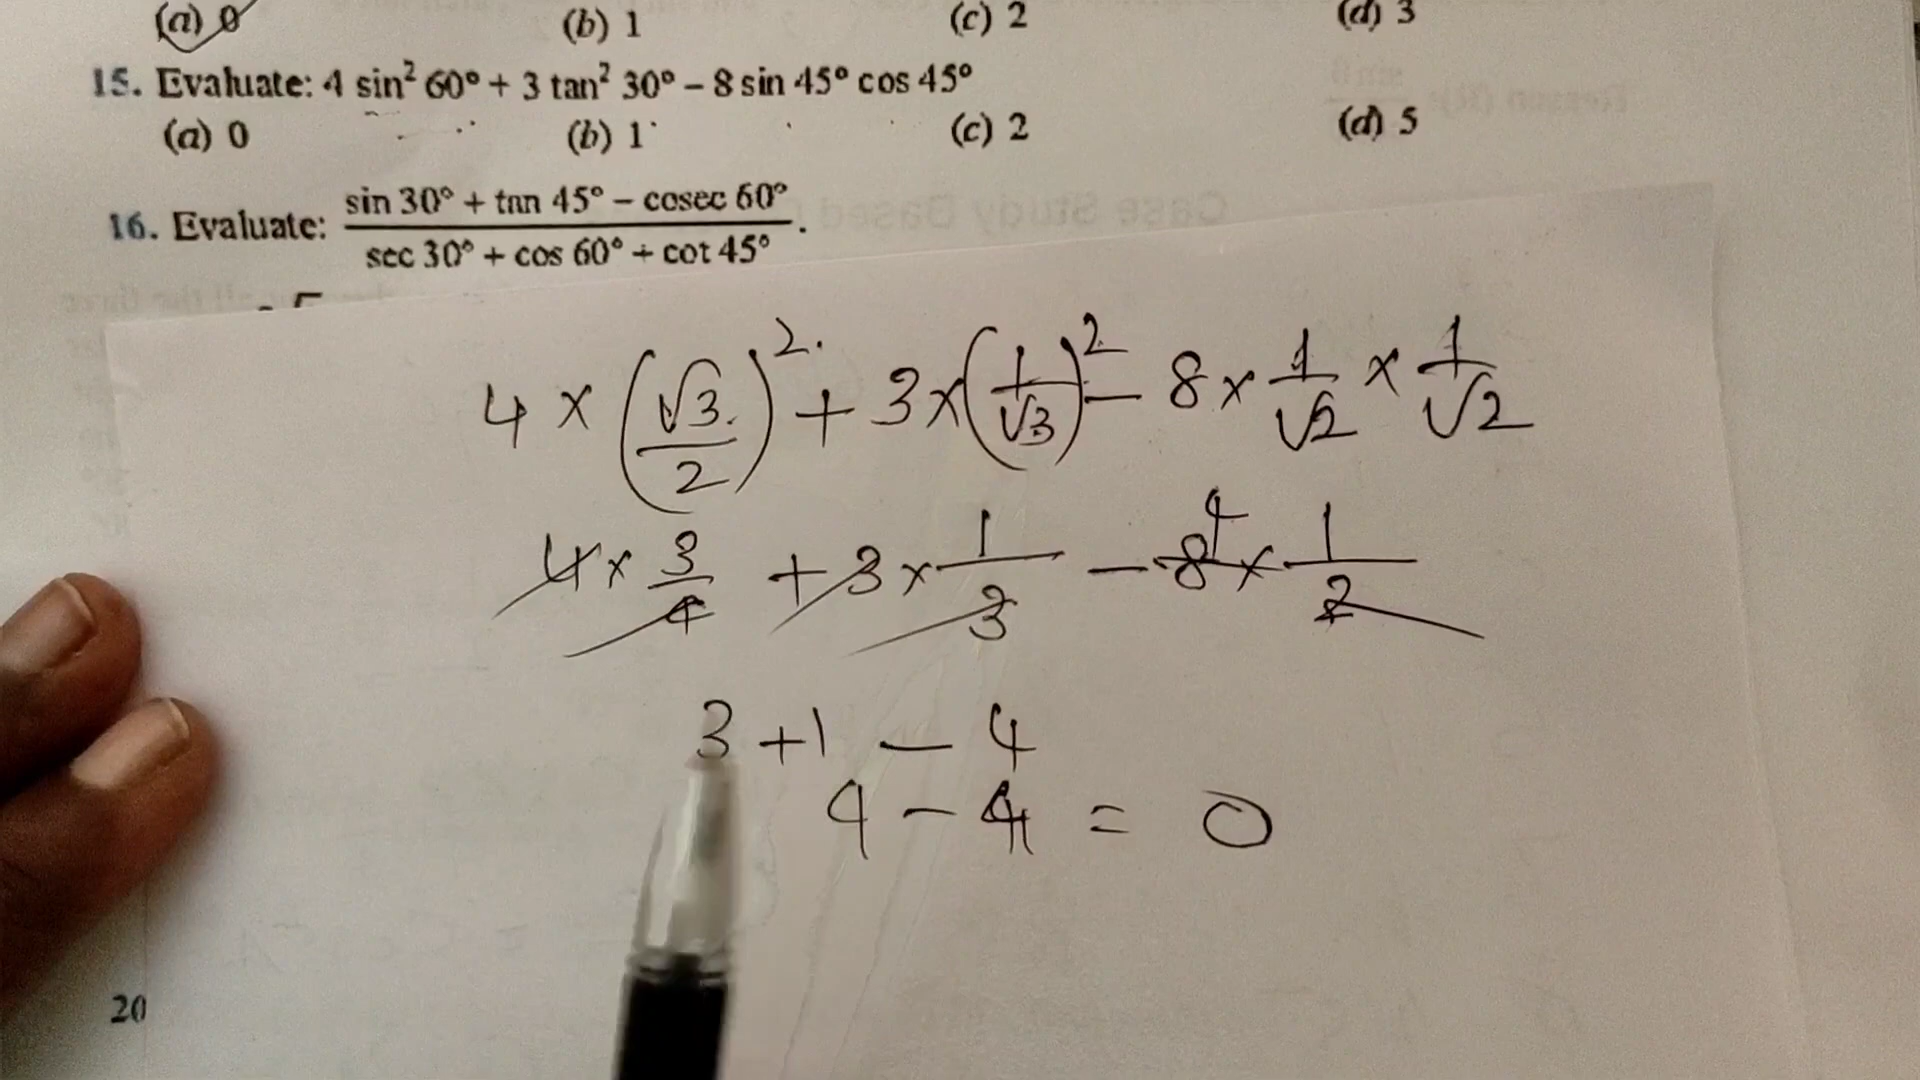 (a) 0 (b) 1 (c) 2 (d) 3
15. Evaluate: 4 sin² 60° + 3 tan² 30° – 8 sin 45° cos 45°
(a) 0 (b) 1 (c) 2 (d) 5
16. Evaluate: (sin 30° + tan 45° – cosec 60°) / (sec 30° + cos 60° + cot 45°).
4 × (√3/2)² + 3 × (1/√3)² – 8 × 1/√2 × 1/√2
4 × 3/4 + 3 × 1/3 – 8 4 × 1/2
3 + 1 – 4
4 – 4 = 0
20